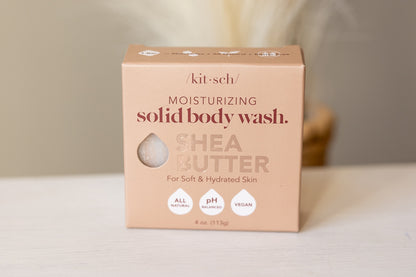 /kit·sch/
MOISTURIZING
solid body wash.
SHEA
BUTTER
For Soft & Hydrated Skin
ALL
NATURAL
pH
BALANCED
VEGAN
4 oz. (113g)